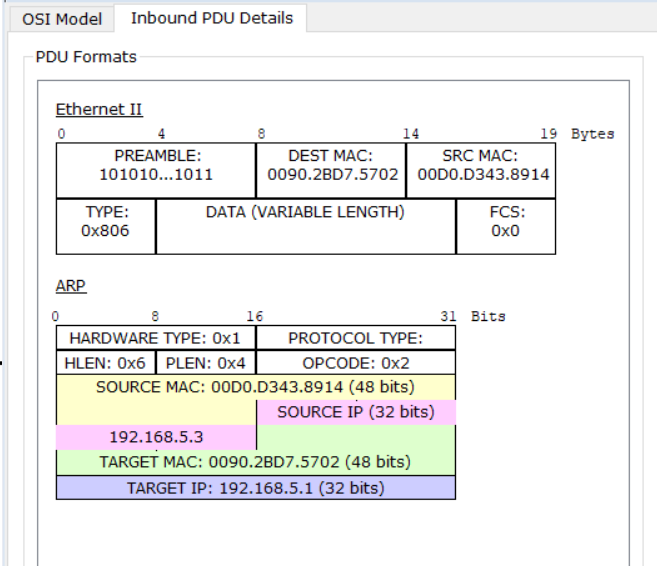 OSI Model Inbound PDU Details
PDU Formats
Ethernet II
0 4 8 14 19 Bytes
PREAMBLE: DEST MAC: SRC MAC:
101010...1011 0090.2BD7.5702 00D0.D343.8914
TYPE: DATA (VARIABLE LENGTH) FCS:
0x806 0x0
ARP
0 8 16 31 Bits
HARDWARE TYPE: 0x1 PROTOCOL TYPE:
HLEN: 0x6 PLEN: 0x4 OPCODE: 0x2
SOURCE MAC: 00D0.D343.8914 (48 bits)
SOURCE IP (32 bits)
192.168.5.3
TARGET MAC: 0090.2BD7.5702 (48 bits)
TARGET IP: 192.168.5.1 (32 bits)